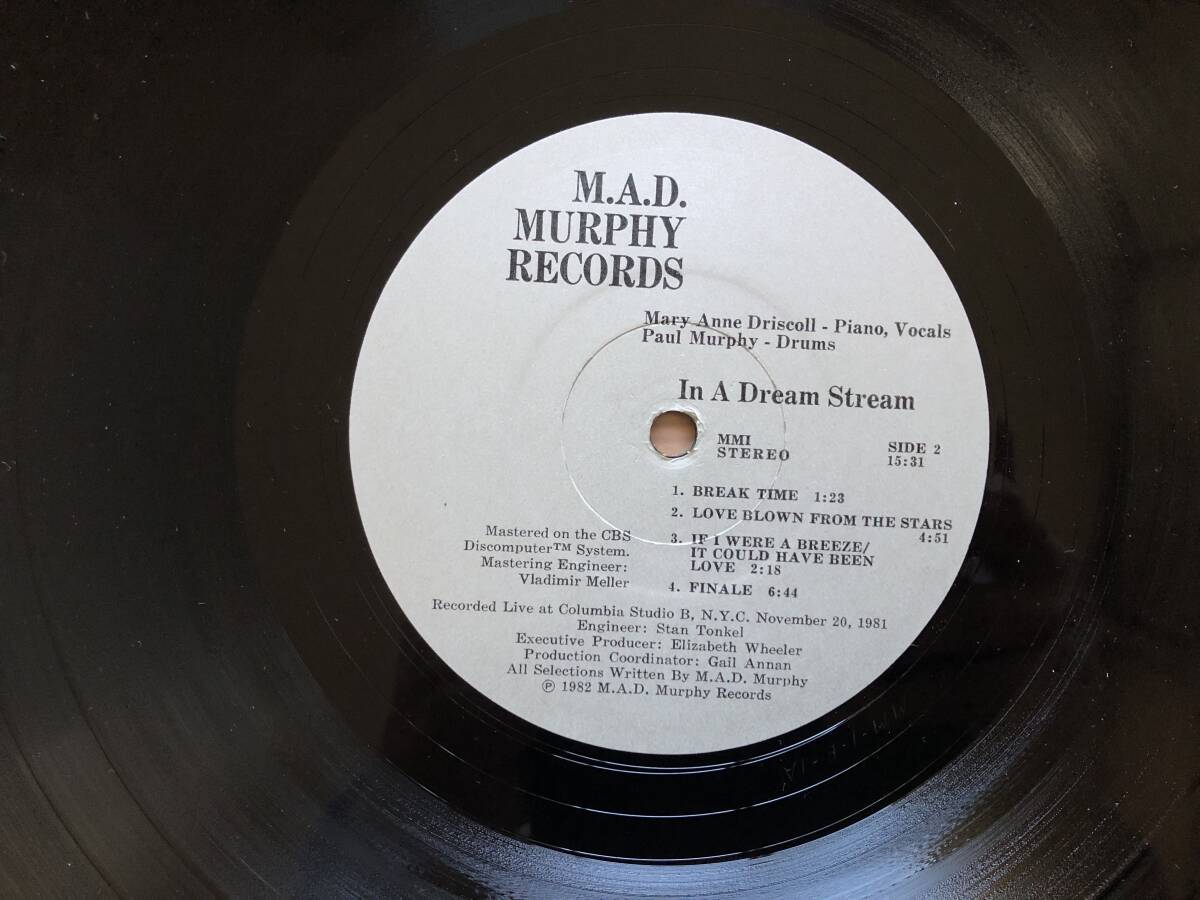 M.A.D.
MURPHY
RECORDS
Mary Anne Driscoll - Piano, Vocals
Paul Murphy - Drums
In A Dream Stream
MMI
STEREO
SIDE 2
15:31
1. BREAK TIME 1:23
2. LOVE BLOWN FROM THE STARS
4:51
3. IF I WERE A BREEZE/
IT COULD HAVE BEEN
LOVE 2:18
4. FINALE 6:44
Mastered on the CBS
Discomputer™ System.
Mastering Engineer:
Vladimir Meller
Recorded Live at Columbia Studio B, N.Y.C. November 20, 1981
Engineer: Stan Tonkel
Executive Producer: Elizabeth Wheeler
Production Coordinator: Gail Annan
All Selections Written By M.A.D. Murphy
℗ 1982 M.A.D. Murphy Records